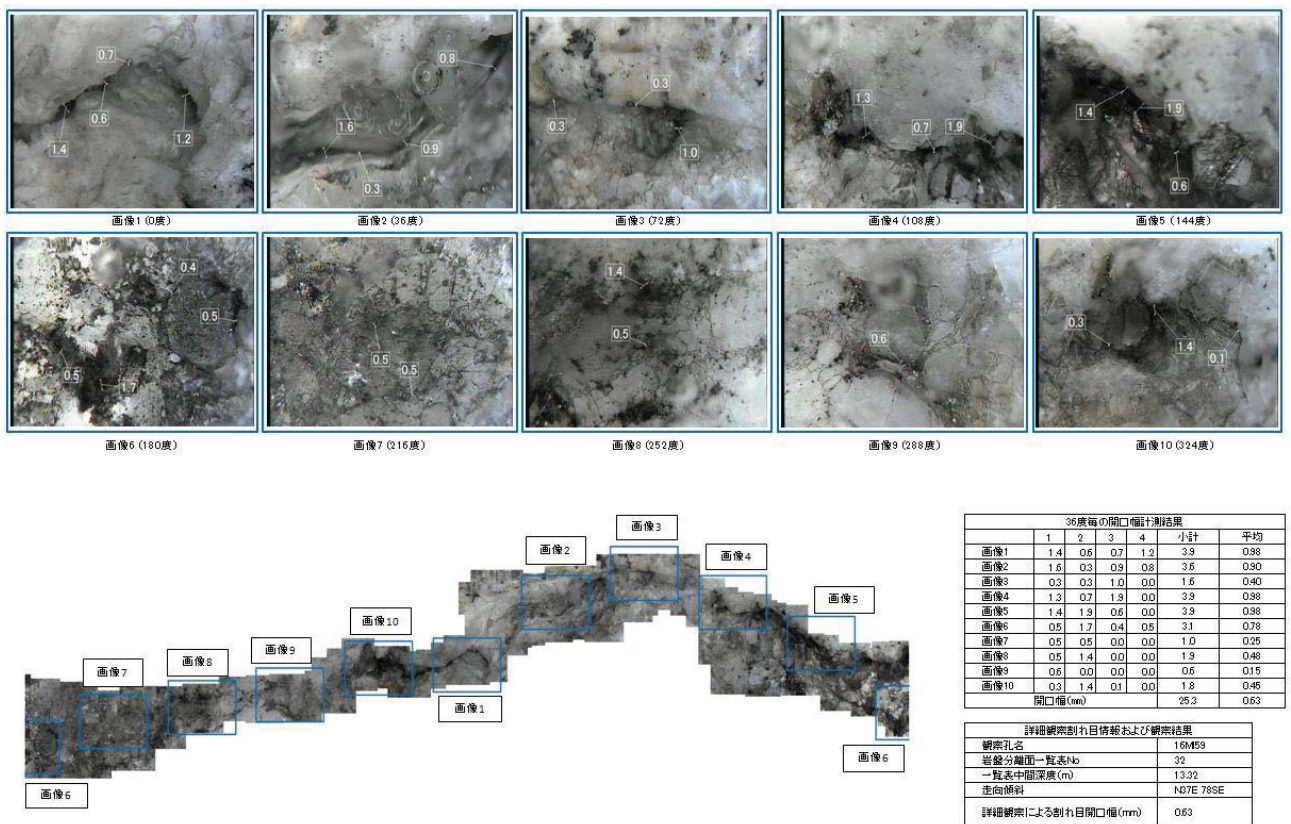 0.7
0.6
1.4
1.2
0.8
1.6
0.9
0.3
0.3
0.3
1.0
1.3
0.7
1.9
1.4
1.9
0.6
画像1 (0度)
画像2 (36度)
画像3 (72度)
画像4 (108度)
画像5 (144度)
0.4
0.5
0.5
1.7
0.5
0.5
1.4
0.5
0.6
0.3
1.4
0.1
画像6 (180度)
画像7 (216度)
画像8 (252度)
画像9 (288度)
画像10 (324度)
画像3
画像2
画像4
画像5
画像10
画像9
画像8
画像7
画像1
画像6
画像6
36度毎の開口幅計測結果
1 2 3 4 小計 平均
画像1 1.4 0.6 0.7 1.2 3.9 0.98
画像2 1.6 0.3 0.9 0.8 3.6 0.90
画像3 0.3 0.3 1.0 0.0 1.6 0.40
画像4 1.3 0.7 1.9 0.0 3.9 0.98
画像5 1.4 1.9 0.6 0.0 3.9 0.98
画像6 0.5 1.7 0.4 0.5 3.1 0.78
画像7 0.5 0.5 0.0 0.0 1.0 0.25
画像8 0.5 1.4 0.0 0.0 1.9 0.48
画像9 0.6 0.0 0.0 0.0 0.6 0.15
画像10 0.3 1.4 0.1 0.0 1.8 0.45
開口幅(mm) 25.3 0.63
詳細観察割れ目情報および観察結果
観察孔名 16MI59
岩盤分離面一覧表No 32
一覧表中間深度(m) 13.32
走向傾斜 N37E 78SE
詳細観察による割れ目開口幅(mm) 0.63